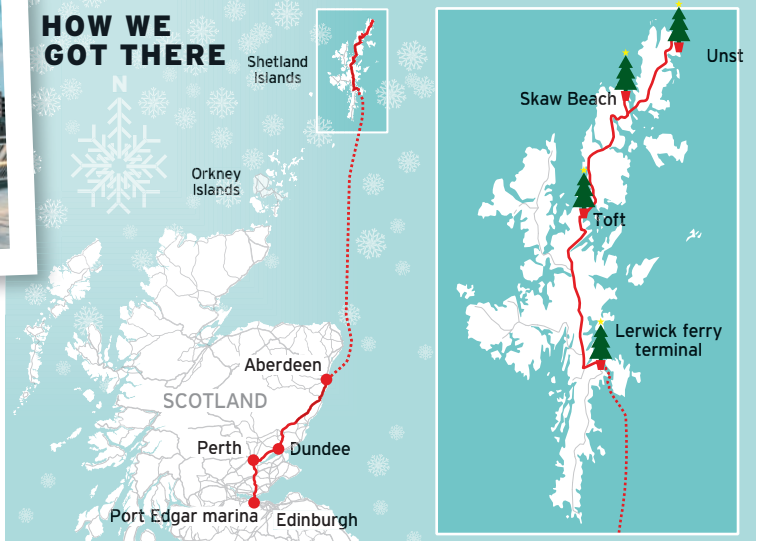 HOW WE
GOT THERE
N
Shetland
Islands
Orkney
Islands
Aberdeen
SCOTLAND
Perth
Dundee
Port Edgar marina
Edinburgh
Unst
Skaw Beach
Toft
Lerwick ferry
terminal